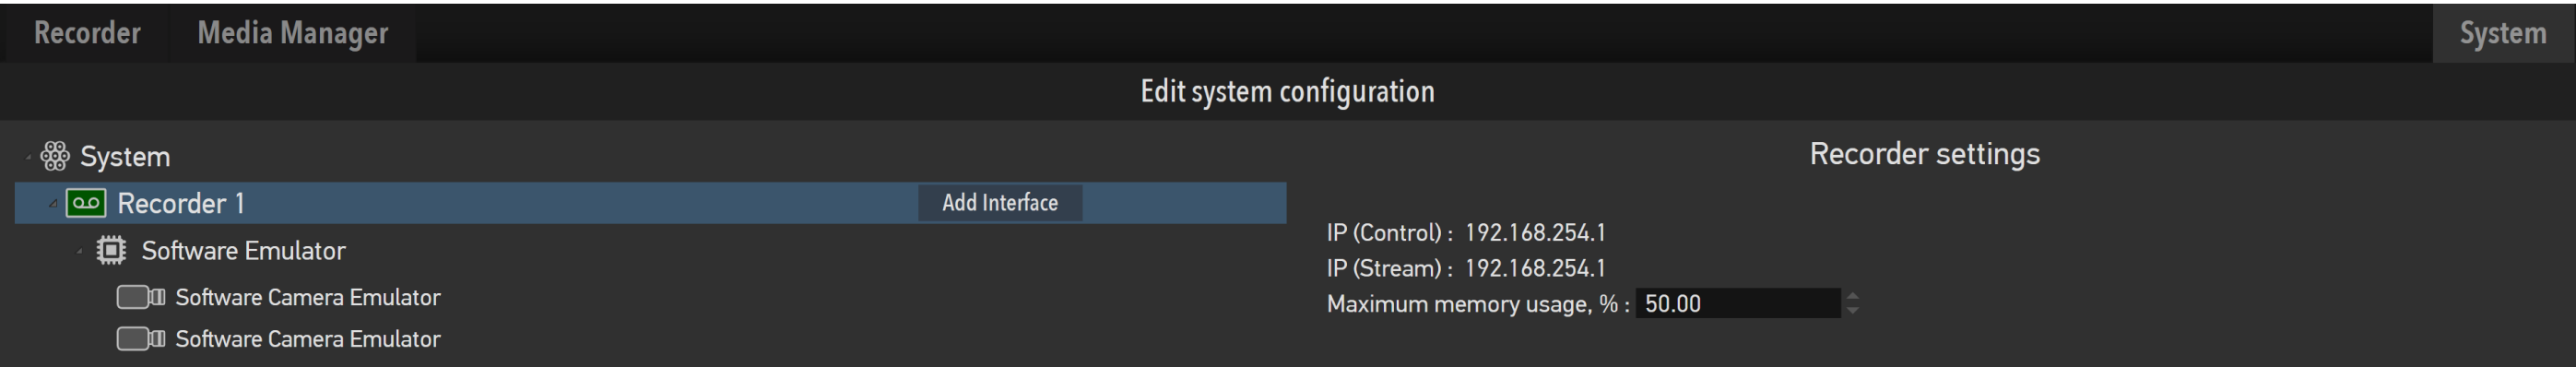 Recorder Media Manager System
Edit system configuration
System
Recorder settings
Recorder 1 Add Interface
IP (Control) : 192.168.254.1
Software Emulator
IP (Stream) : 192.168.254.1
Software Camera Emulator
Maximum memory usage, % : 50.00
Software Camera Emulator